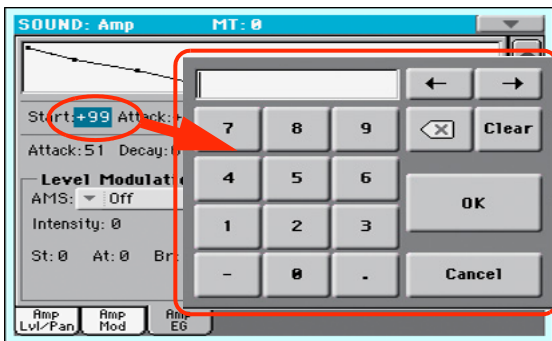 SOUND: Amp MT: 0
Start: +99 Attack: +
7 8 9 Clear
Attack: 51 Decay:
Level Modulati
4 5 6 OK
AMS: Off
Intensity: 0
1 2 3
St: 0 At: 0 Br:
- 0 . Cancel
Amp Lvl/Pan
Amp Mod
Amp EG